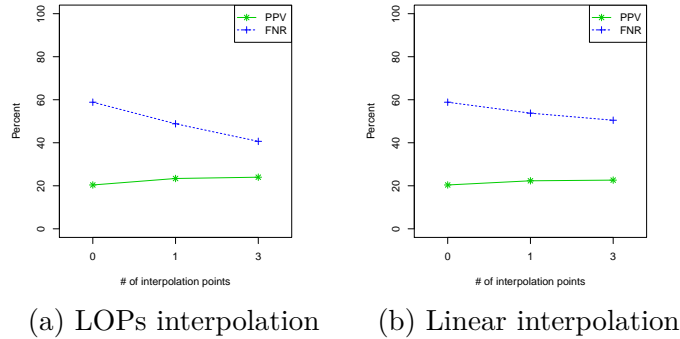 100
80
60
40
20
0
Percent
PPV
FNR
0 1 3
# of interpolation points
(a) LOPs interpolation
100
80
60
40
20
0
Percent
PPV
FNR
0 1 3
# of interpolation points
(b) Linear interpolation